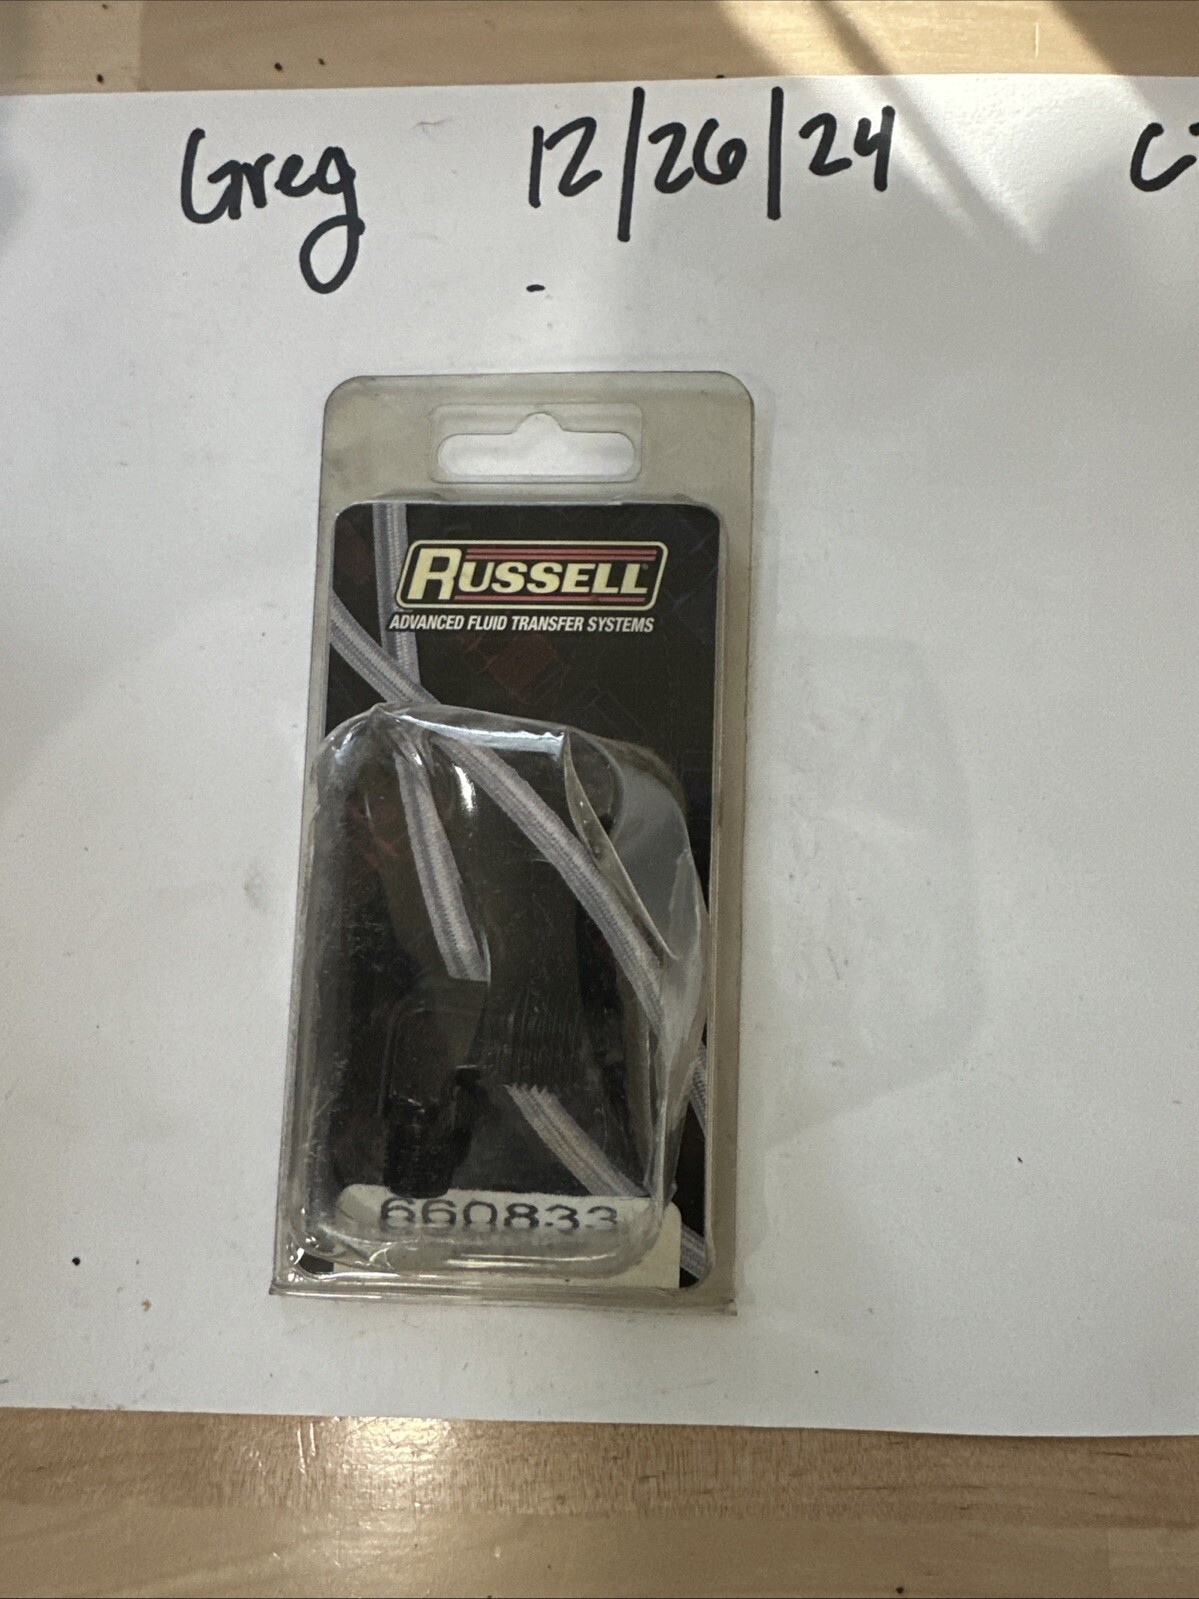 Greg 12/26/24
RUSSELL
ADVANCED FLUID TRANSFER SYSTEMS
660833